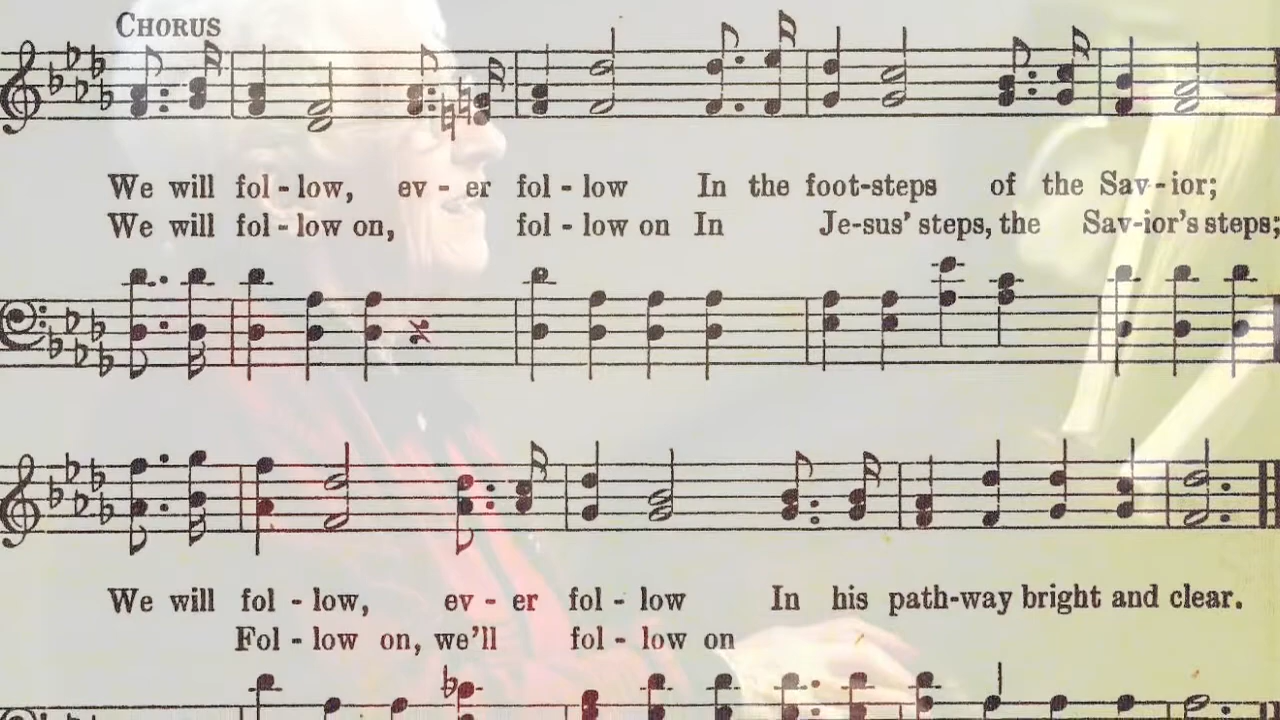 CHORUS
We will fol - low, ev - er fol - low In the foot-steps of the Sav - ior;
We will fol - low on, fol - low on In Je-sus' steps, the Sav-ior's steps;
We will fol - low, ev - er fol - low In his path-way bright and clear.
Fol - low on, we'll fol - low on